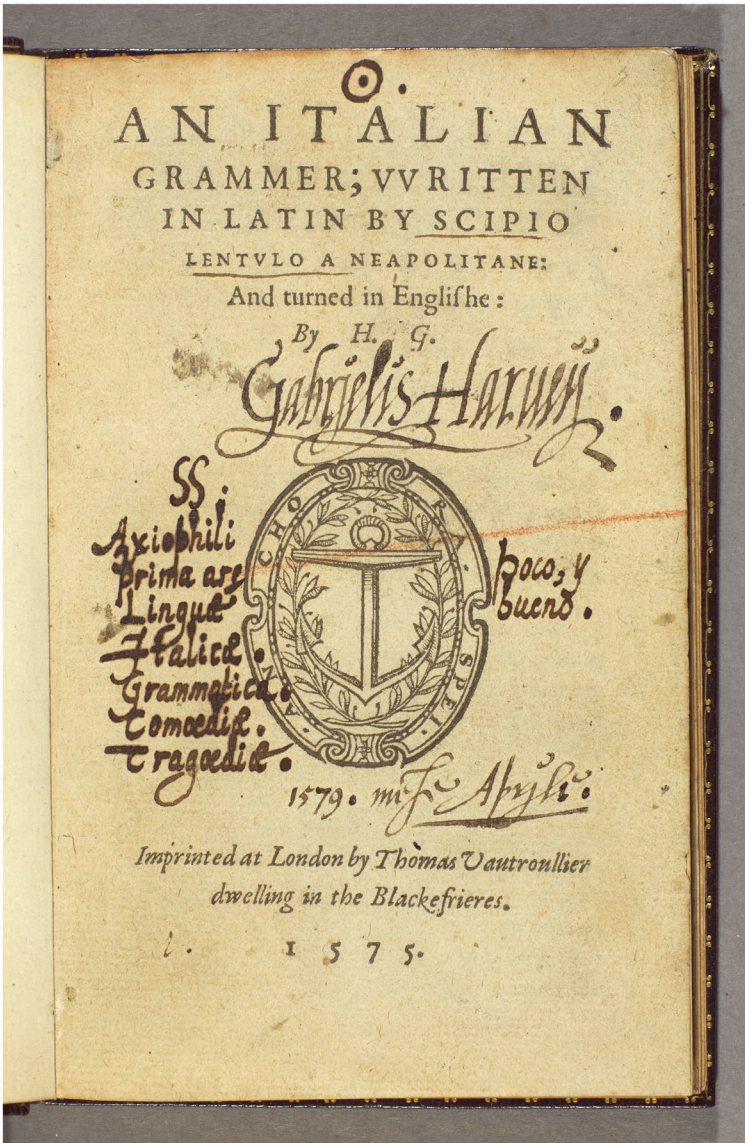 AN ITALIAN
GRAMMER; VVRITTEN
IN LATIN BY SCIPIO
LENTVLO A NEAPOLITANE:
And turned in Engliſhe:
By H. G.
Gabrielis Harueij.
SS.
Axiophili
prima ars
Linguæ
Italicæ.
Grammatica.
Comœdiæ.
Tragœdiæ.
ANCHORA SPEI.
poco, y
bueno.
1579. mēse Aprili.
Imprinted at London by Thomas Vautroullier
dwelling in the Blackefrieres.
1575.